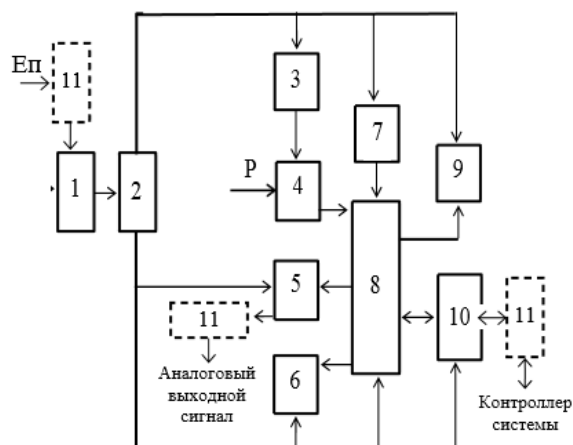 Еп
11
3
7
1
2
P
4
9
8
5
10
11
11
6
Аналоговый
выходной
сигнал
Контроллер
системы